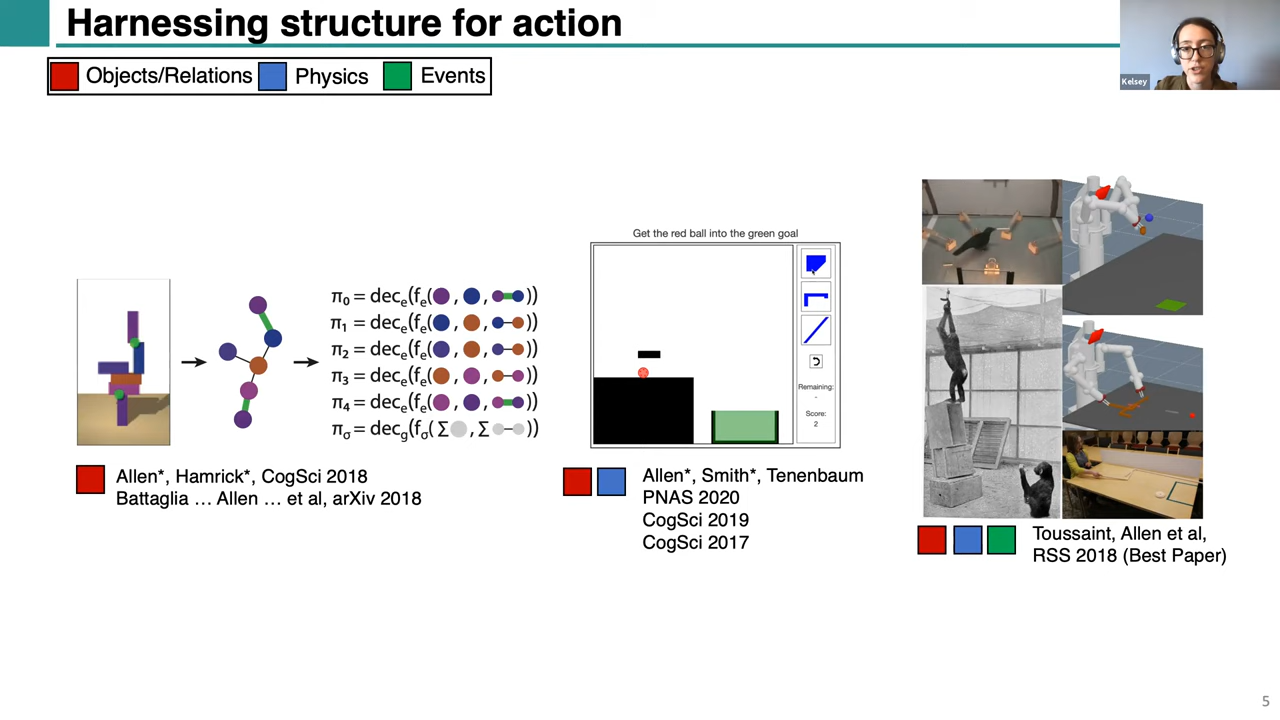 Harnessing structure for action
Kelsey
Objects/Relations Physics Events
π0 = dece(fe( , , ))
π1 = dece(fe( , , ))
π2 = dece(fe( , , ))
π3 = dece(fe( , , ))
π4 = dece(fe( , , ))
πσ = decg(fσ(Σ , Σ ))
Allen*, Hamrick*, CogSci 2018
Battaglia … Allen … et al, arXiv 2018
Get the red ball into the green goal
Remaining:
-
Score:
2
Allen*, Smith*, Tenenbaum
PNAS 2020
CogSci 2019
CogSci 2017
Toussaint, Allen et al,
RSS 2018 (Best Paper)
5